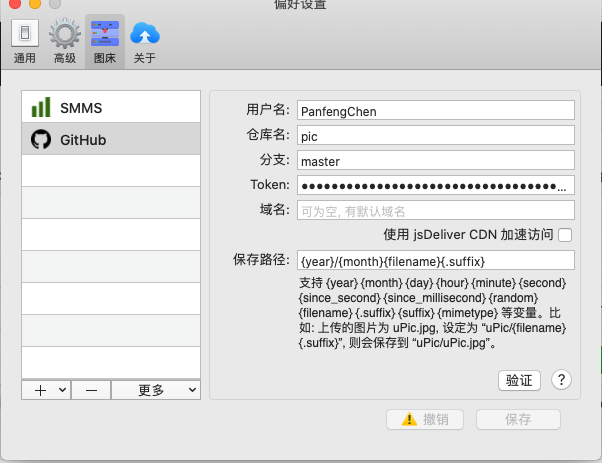 偏好设置
通用
高级
图床
关于
SMMS
GitHub
用户名: PanfengChen
仓库名: pic
分支: master
Token: ●●●●●●●●●●●●●●●●●●●●●●●●●●●●●●●●●●...
域名: 可为空, 有默认域名
使用 jsDeliver CDN 加速访问
保存路径: {year}/{month}{filename}{.suffix}
支持 {year} {month} {day} {hour} {minute} {second}
{since_second} {since_millisecond} {random}
{filename} {.suffix} {suffix} {mimetype} 等变量。比
如: 上传的图片为 uPic.jpg, 设定为 “uPic/{filename}
{.suffix}”, 则会保存到 “uPic/uPic.jpg”。
验证 ?
+ − 更多
撤销 保存